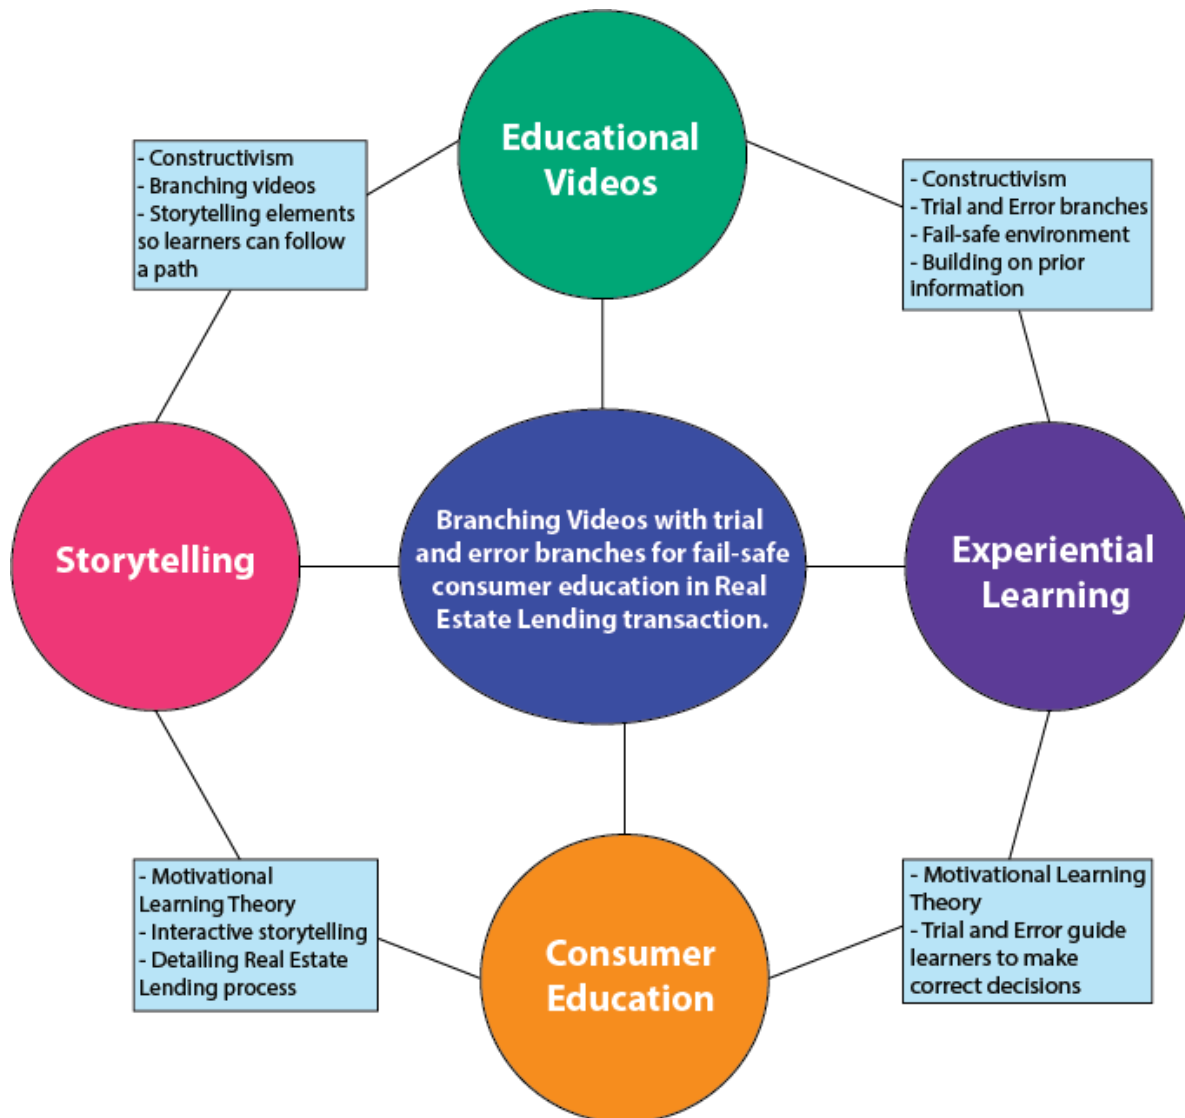 Educational
Videos
- Constructivism
- Branching videos
- Storytelling elements
so learners can follow
a path
- Constructivism
- Trial and Error branches
- Fail-safe environment
- Building on prior
information
Storytelling
Branching Videos with trial
and error branches for fail-safe
consumer education in Real
Estate Lending transaction.
Experiential
Learning
- Motivational
Learning Theory
- Interactive storytelling
- Detailing Real Estate
Lending process
Consumer
Education
- Motivational Learning
Theory
- Trial and Error guide
learners to make
correct decisions